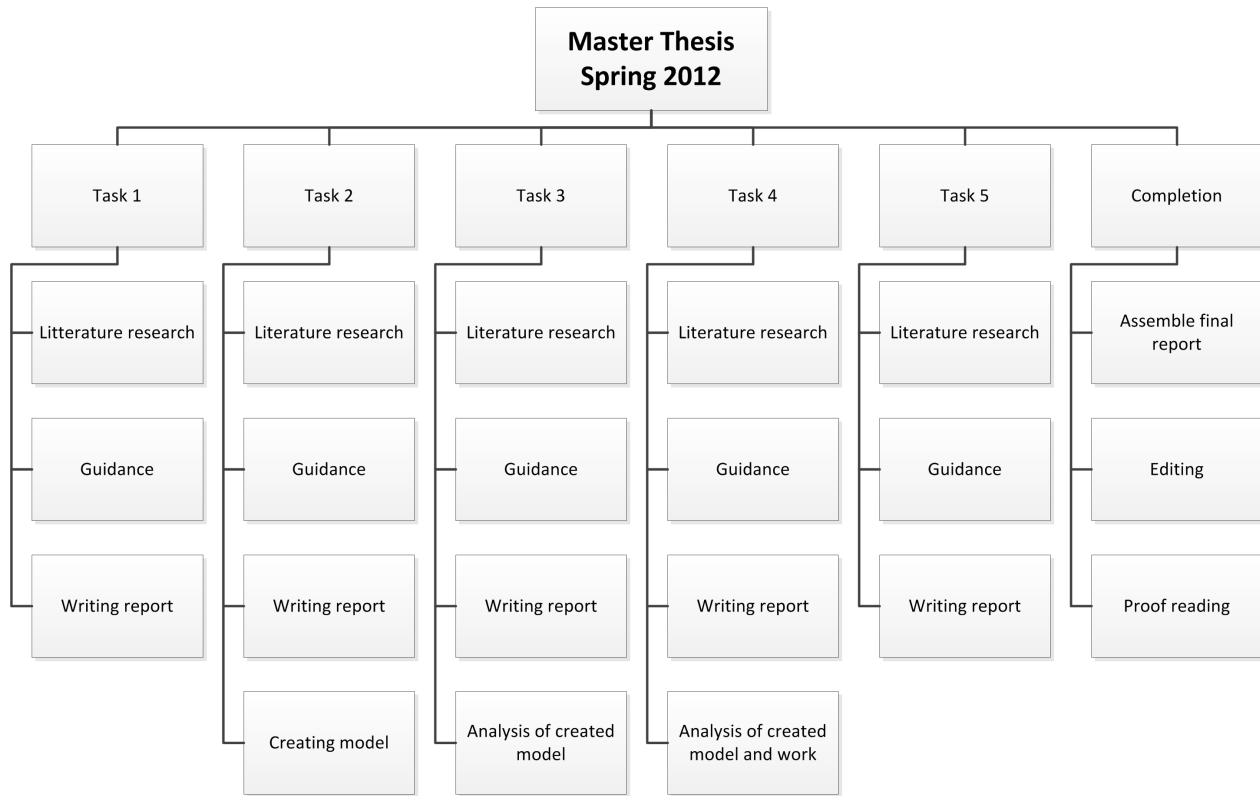 Master Thesis
Spring 2012
Task 1
Task 2
Task 3
Task 4
Task 5
Completion
Litterature research
Literature research
Literature research
Literature research
Literature research
Assemble final
report
Guidance
Guidance
Guidance
Guidance
Guidance
Editing
Writing report
Writing report
Writing report
Writing report
Writing report
Proof reading
Creating model
Analysis of created
model
Analysis of created
model and work